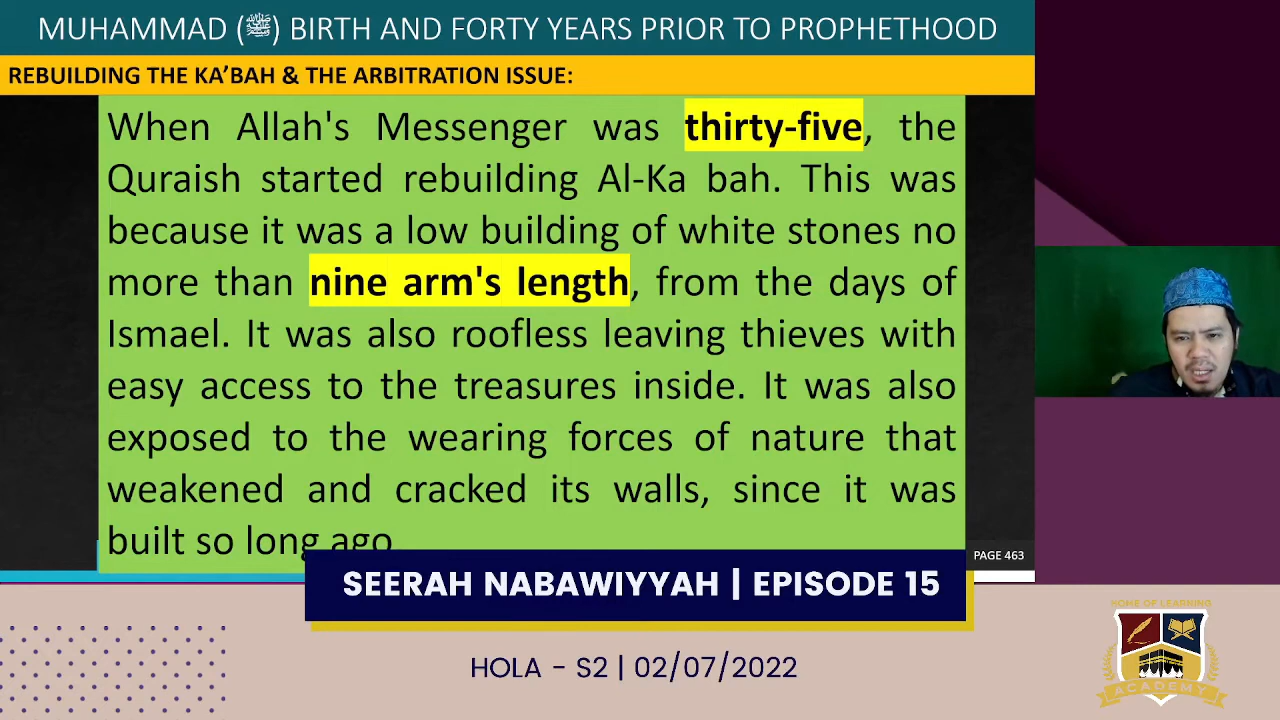 MUHAMMAD (ﷺ) BIRTH AND FORTY YEARS PRIOR TO PROPHETHOOD
REBUILDING THE KA’BAH & THE ARBITRATION ISSUE:
When Allah's Messenger was thirty-five, the
Quraish started rebuilding Al-Ka bah. This was
because it was a low building of white stones no
more than nine arm's length, from the days of
Ismael. It was also roofless leaving thieves with
easy access to the treasures inside. It was also
exposed to the wearing forces of nature that
weakened and cracked its walls, since it was
built so long ago
PAGE 463
SEERAH NABAWIYYAH | EPISODE 15
HOLA - S2 | 02/07/2022
HOME OF LEARNING
ACADEMY